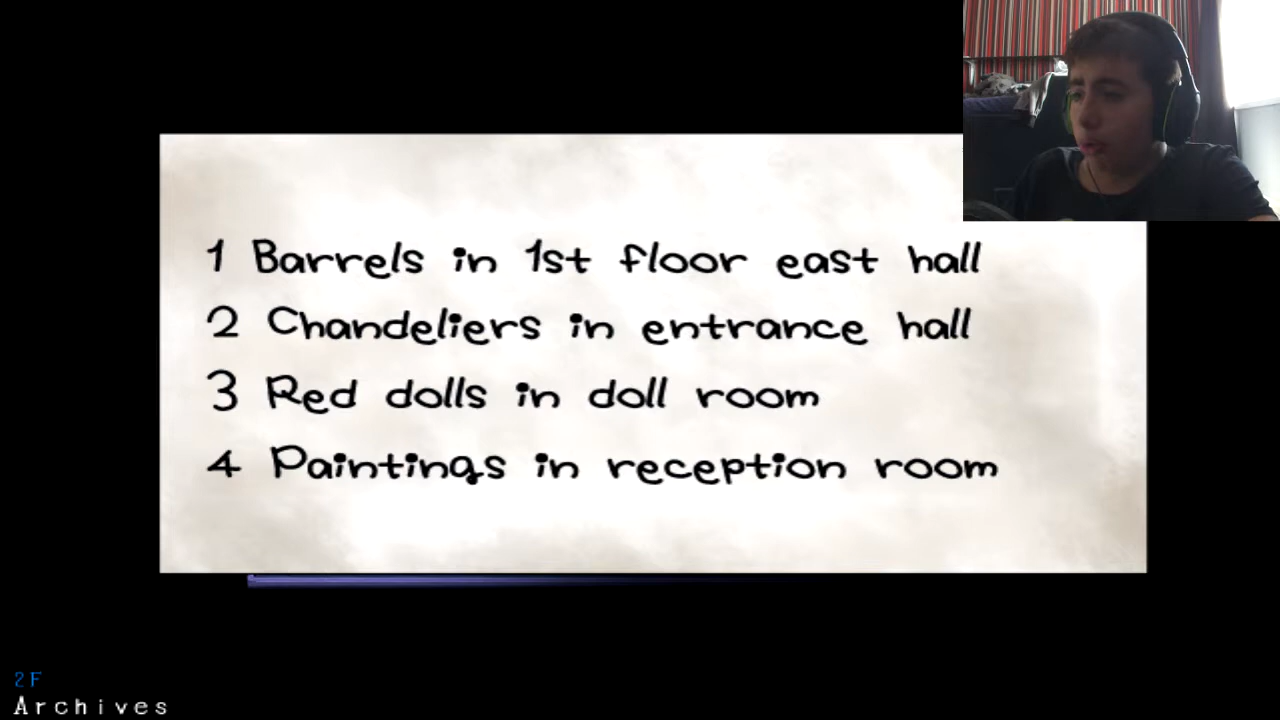 1 Barrels in 1st floor east hall
2 Chandeliers in entrance hall
3 Red dolls in doll room
4 Paintings in reception room
2F
Archives